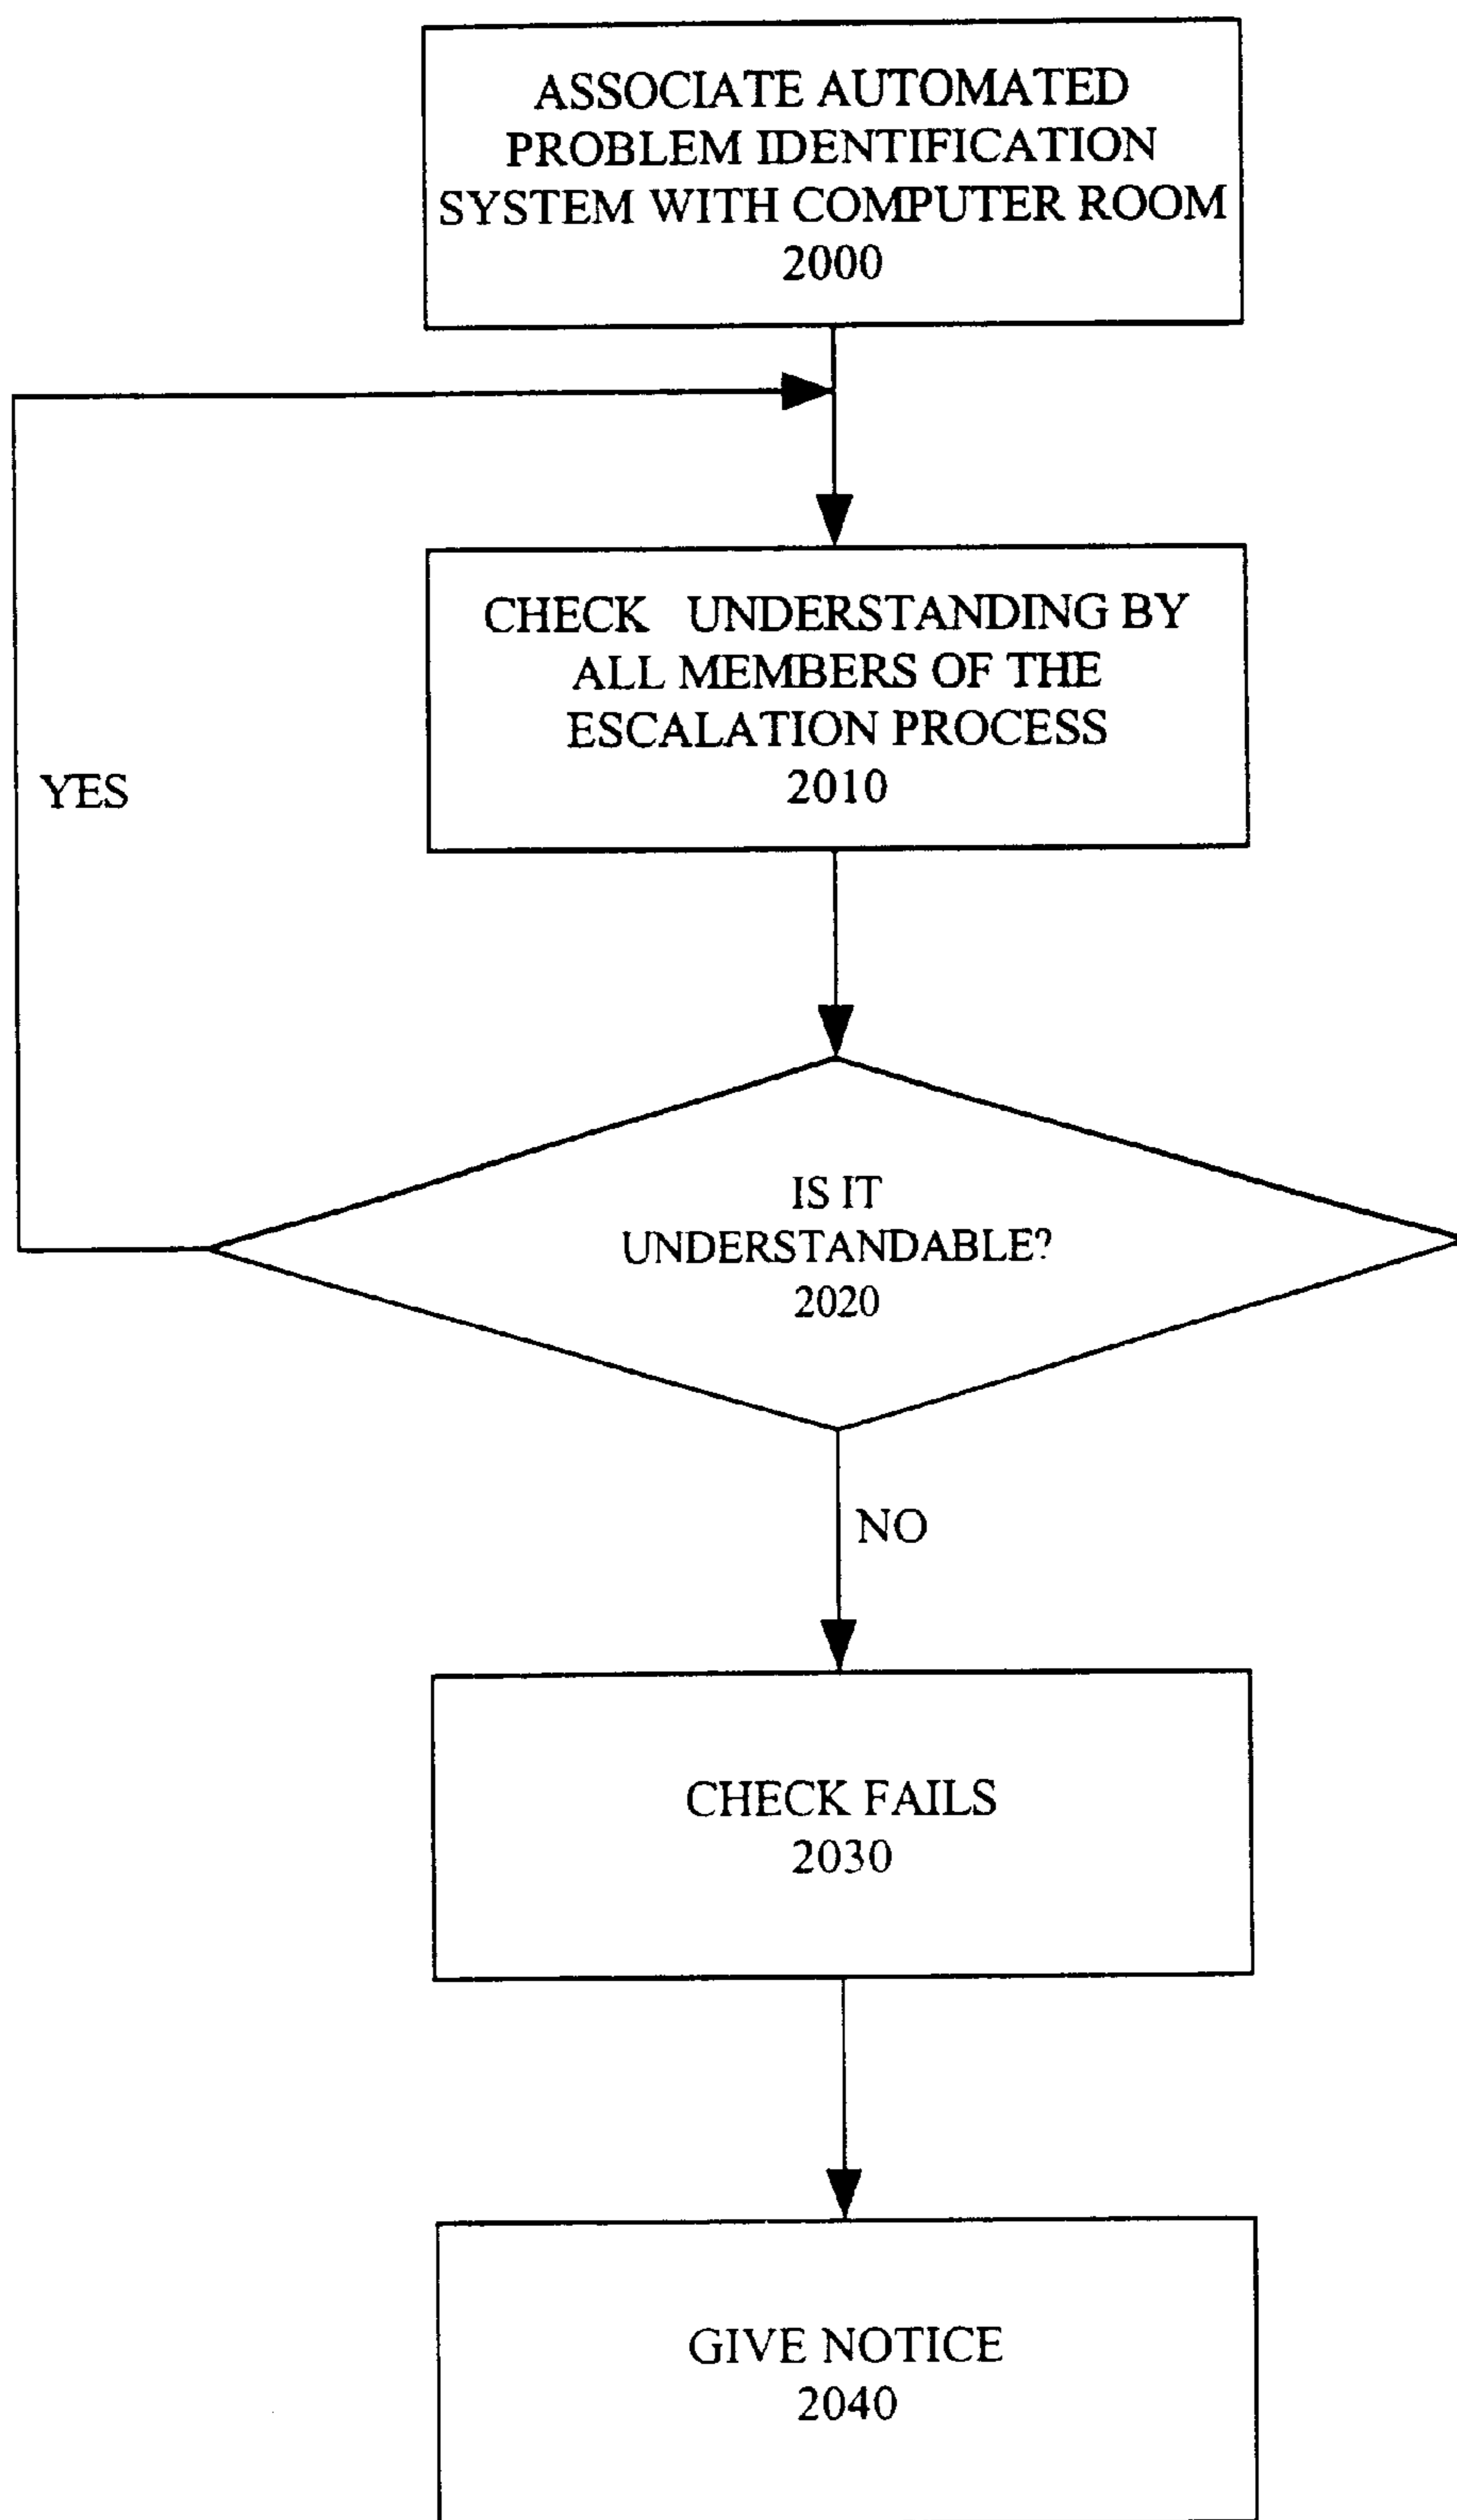 ASSOCIATE AUTOMATED
PROBLEM IDENTIFICATION
SYSTEM WITH COMPUTER ROOM
2000
CHECK UNDERSTANDING BY
ALL MEMBERS OF THE
ESCALATION PROCESS
2010
YES
IS IT
UNDERSTANDABLE?
2020
NO
CHECK FAILS
2030
GIVE NOTICE
2040